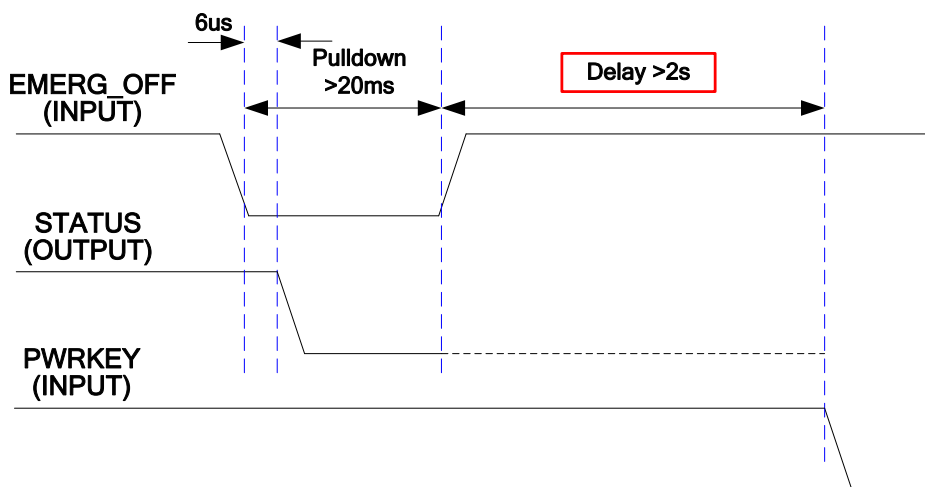 6us
Pulldown
>20ms
Delay >2s
EMERG_OFF
(INPUT)
STATUS
(OUTPUT)
PWRKEY
(INPUT)